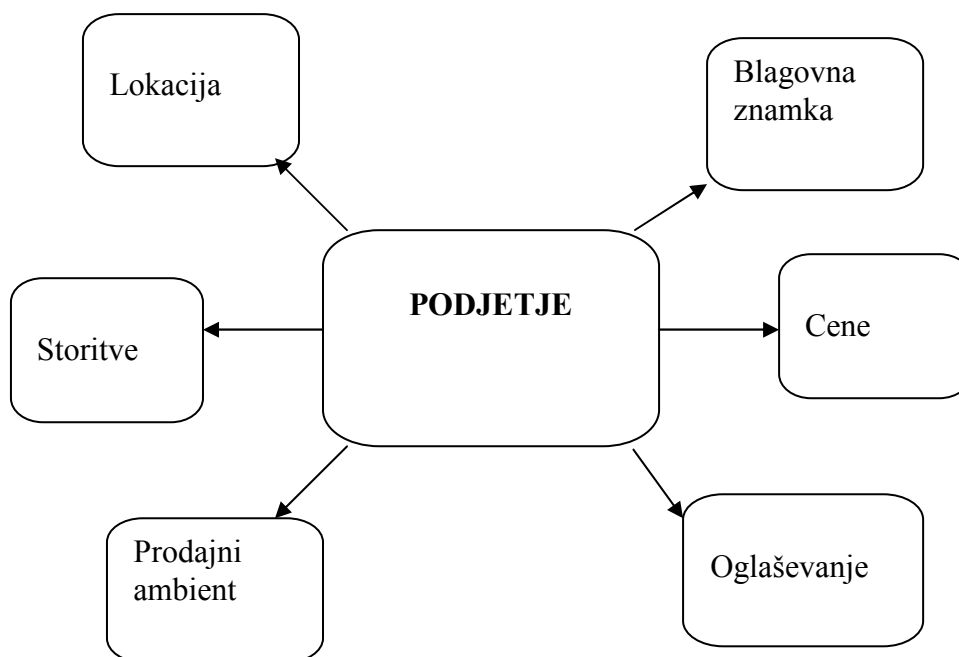 Lokacija
Blagovna
znamka
PODJETJE
Storitve
Cene
Prodajni
ambient
Oglaševanje